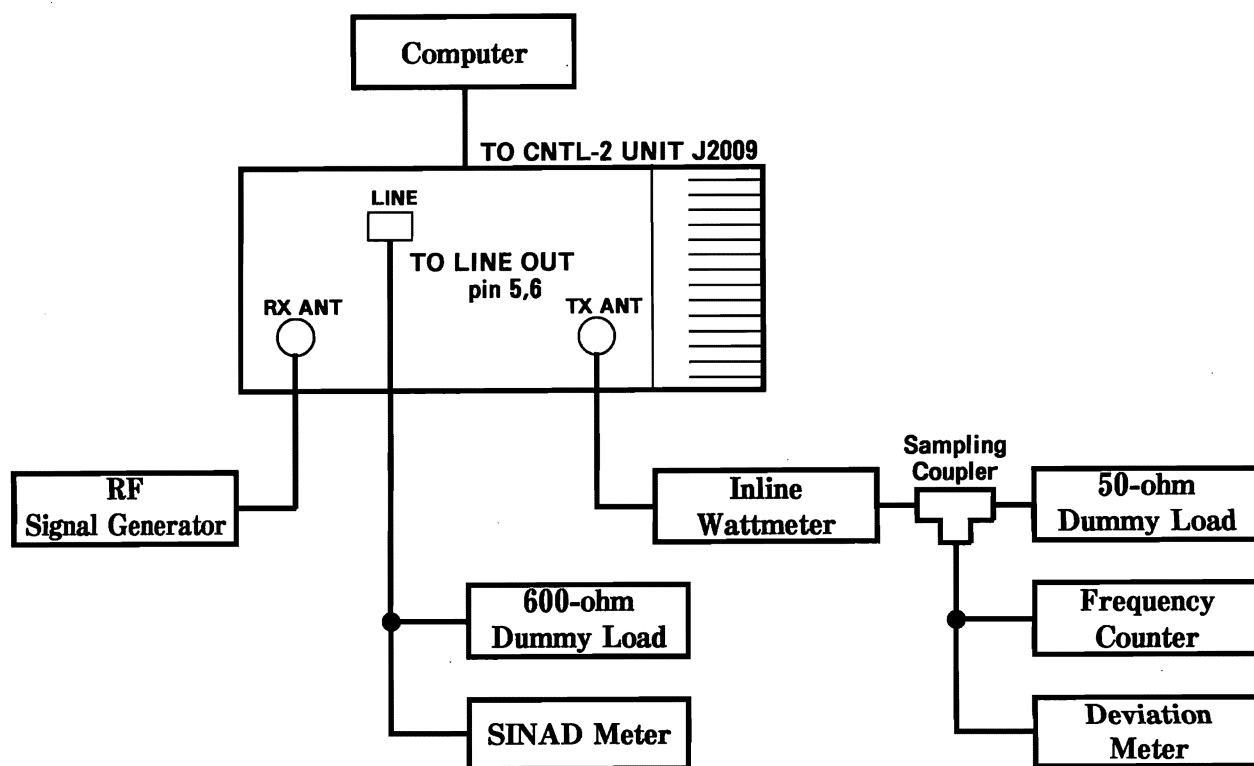 Computer
TO CNTL-2 UNIT J2009
LINE
TO LINE OUT
pin 5,6
RX ANT
TX ANT
RF
Signal Generator
Inline
Wattmeter
Sampling
Coupler
50-ohm
Dummy Load
600-ohm
Dummy Load
Frequency
Counter
SINAD Meter
Deviation
Meter